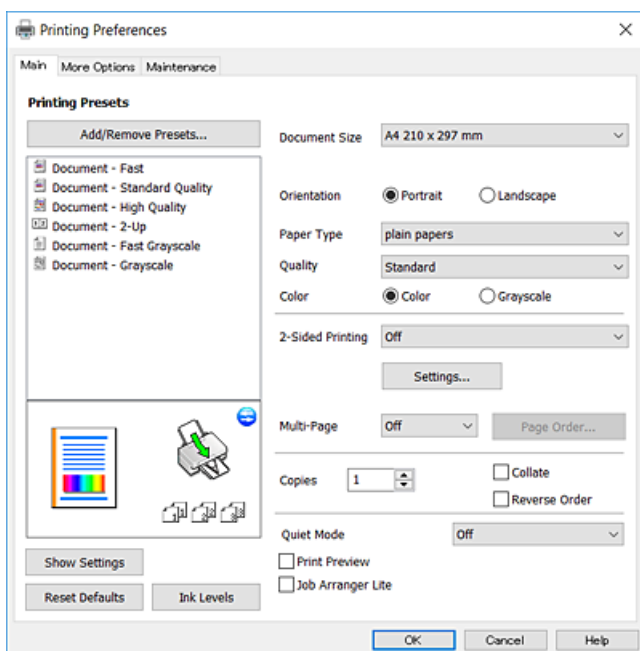 Printing Preferences
Main More Options Maintenance
Printing Presets
Add/Remove Presets...
Document - Fast
Document - Standard Quality
Document - High Quality
Document - 2-Up
Document - Fast Grayscale
Document - Grayscale
Show Settings
Reset Defaults Ink Levels
Document Size A4 210 x 297 mm
Orientation Portrait Landscape
Paper Type plain papers
Quality Standard
Color Color Grayscale
2-Sided Printing Off
Settings...
Multi-Page Off Page Order...
Copies 1 Collate
Reverse Order
Quiet Mode Off
Print Preview
Job Arranger Lite
OK Cancel Help